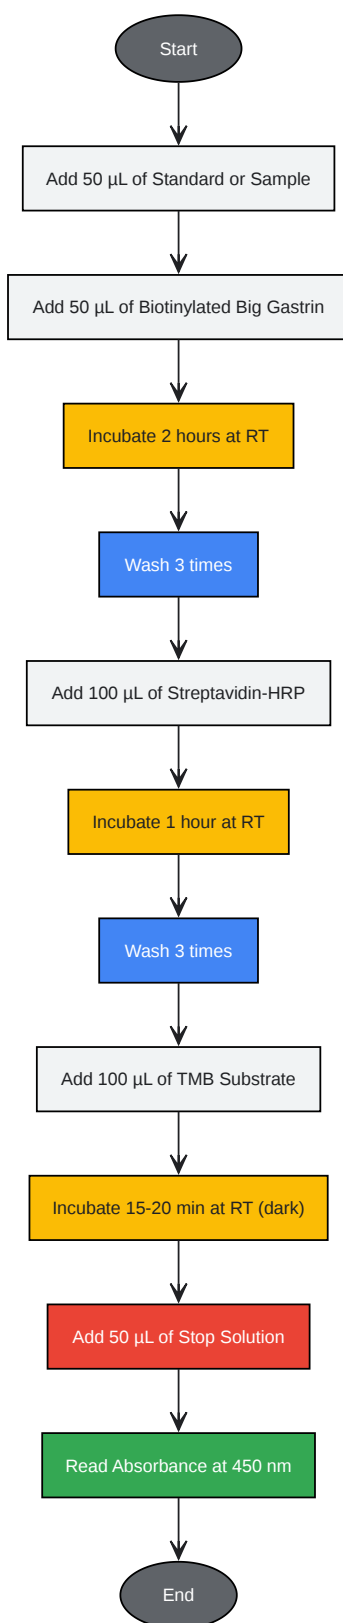 Start
Add 50 µL of Standard or Sample
Add 50 µL of Biotinylated Big Gastrin
Incubate 2 hours at RT
Wash 3 times
Add 100 µL of Streptavidin-HRP
Incubate 1 hour at RT
Wash 3 times
Add 100 µL of TMB Substrate
Incubate 15-20 min at RT (dark)
Add 50 µL of Stop Solution
Read Absorbance at 450 nm
End